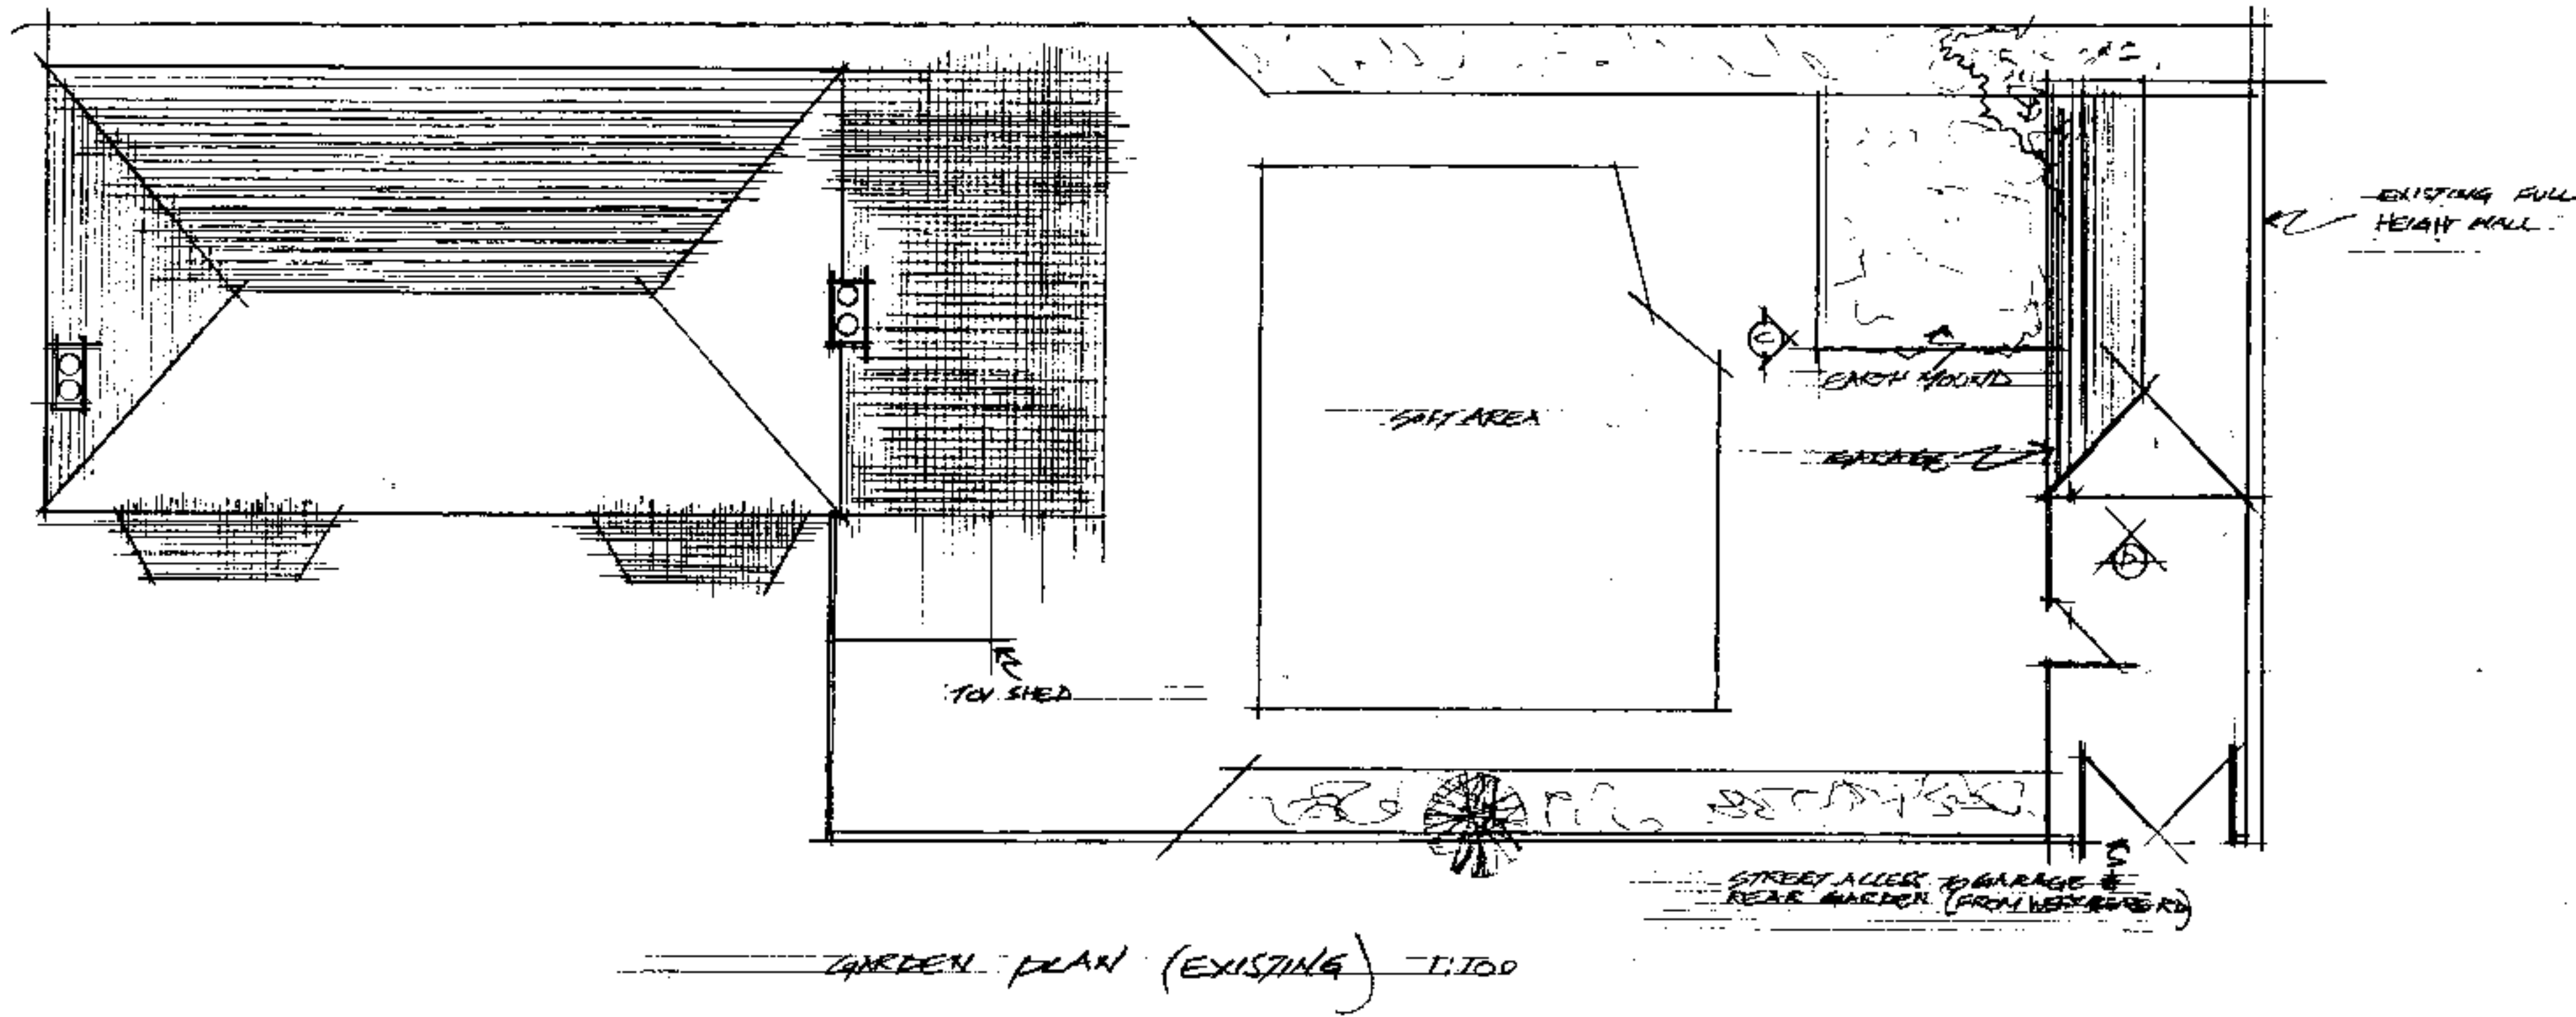 EXISTING FULL
HEIGHT WALL
C
EARTH MOUND
SOFT AREA
GARAGE
D
TOY SHED
STREET ACCESS TO GARAGE &
REAR GARDEN (FROM RD)
GARDEN PLAN (EXISTING) 1:100